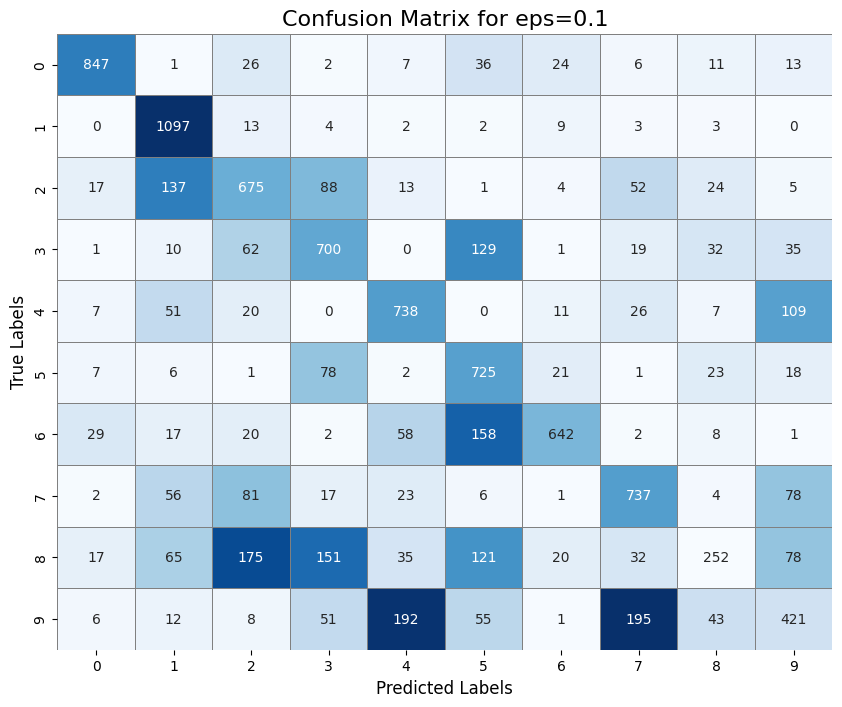 Confusion Matrix for eps=0.1
True Labels
0 847 1 26 2 7 36 24 6 11 13
1 0 1097 13 4 2 2 9 3 3 0
2 17 137 675 88 13 1 4 52 24 5
3 1 10 62 700 0 129 1 19 32 35
4 7 51 20 0 738 0 11 26 7 109
5 7 6 1 78 2 725 21 1 23 18
6 29 17 20 2 58 158 642 2 8 1
7 2 56 81 17 23 6 1 737 4 78
8 17 65 175 151 35 121 20 32 252 78
9 6 12 8 51 192 55 1 195 43 421
0 1 2 3 4 5 6 7 8 9
Predicted Labels